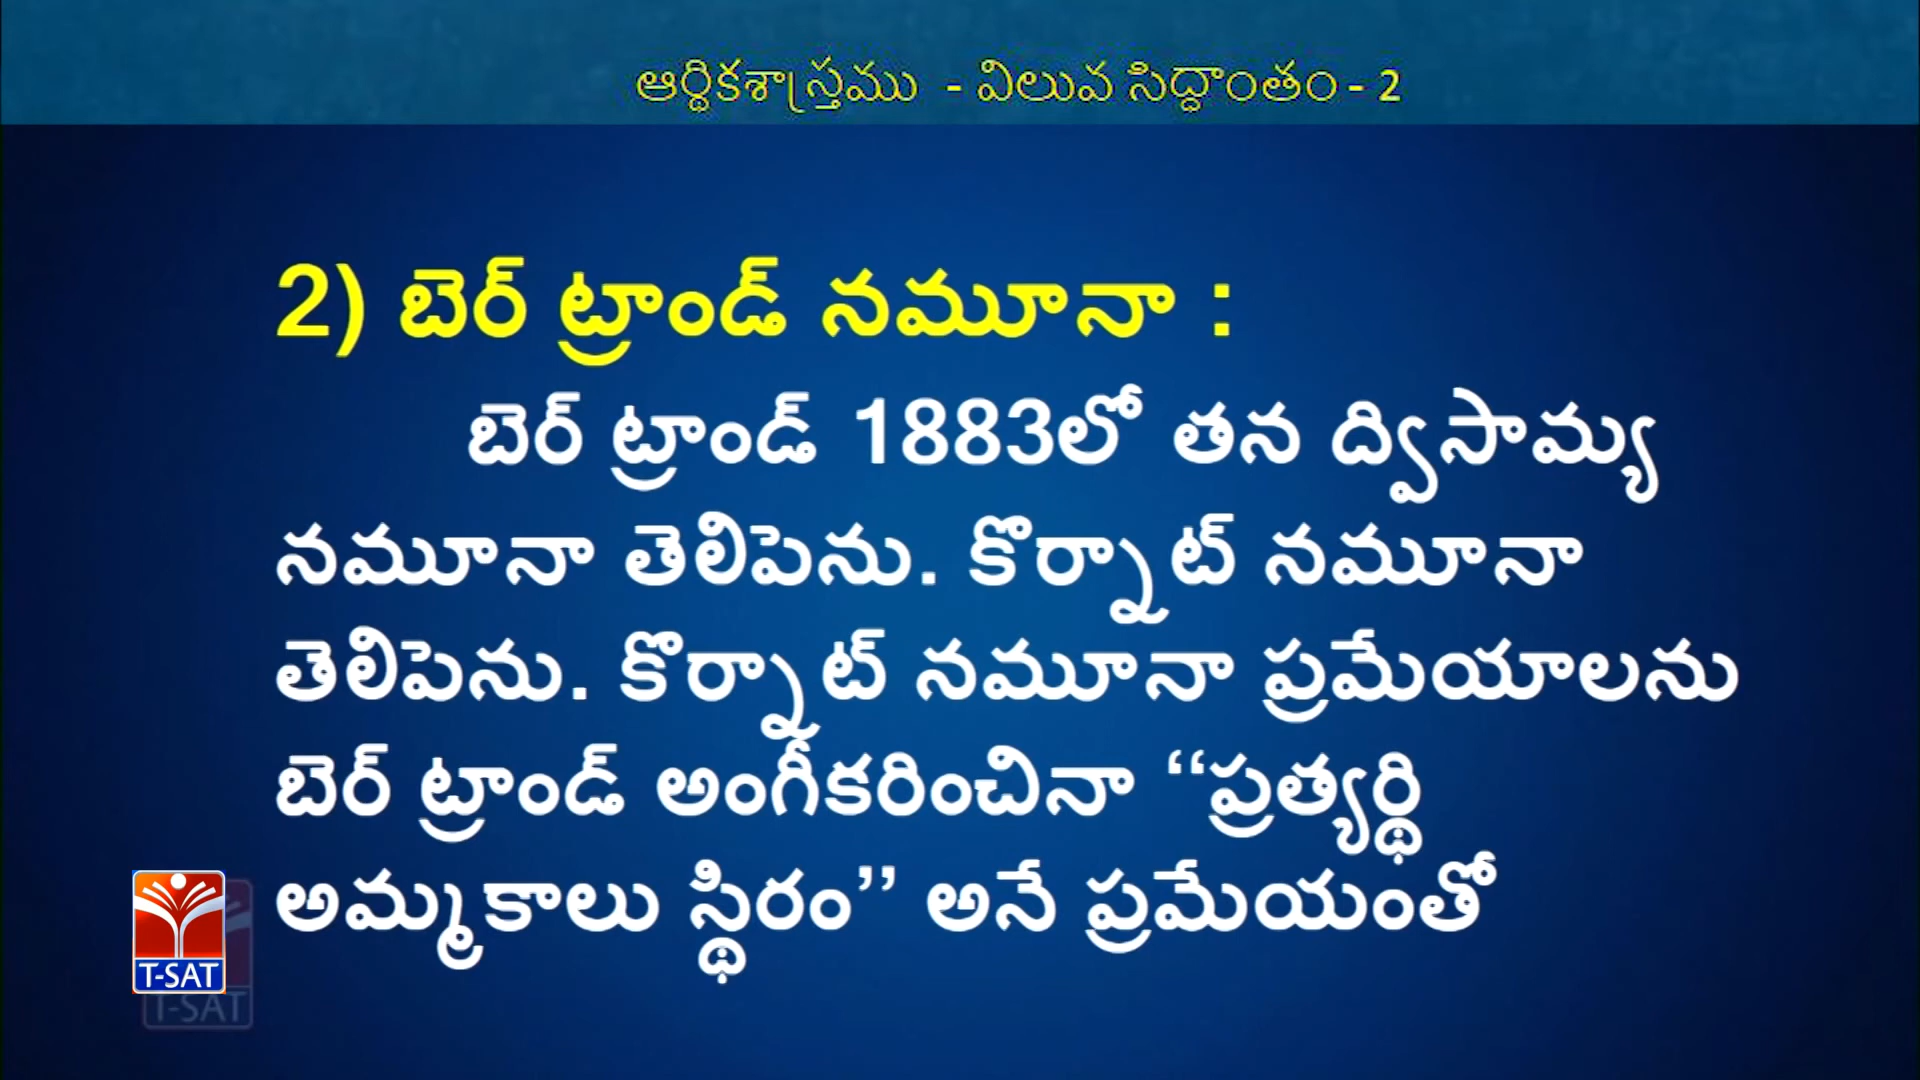 ఆర్థికశాస్త్రము - విలువ సిద్ధాంతం - 2
2) బెర్ ట్రాండ్ నమూనా :
బెర్ ట్రాండ్ 1883లో తన ద్విసామ్య
నమూనా తెలిపెను. కొర్నాట్ నమూనా
తెలిపెను. కొర్నాట్ నమూనా ప్రమేయాలను
బెర్ ట్రాండ్ అంగీకరించినా “ప్రత్యర్థి
అమ్మకాలు స్థిరం” అనే ప్రమేయంతో
T-SAT
T-SAT